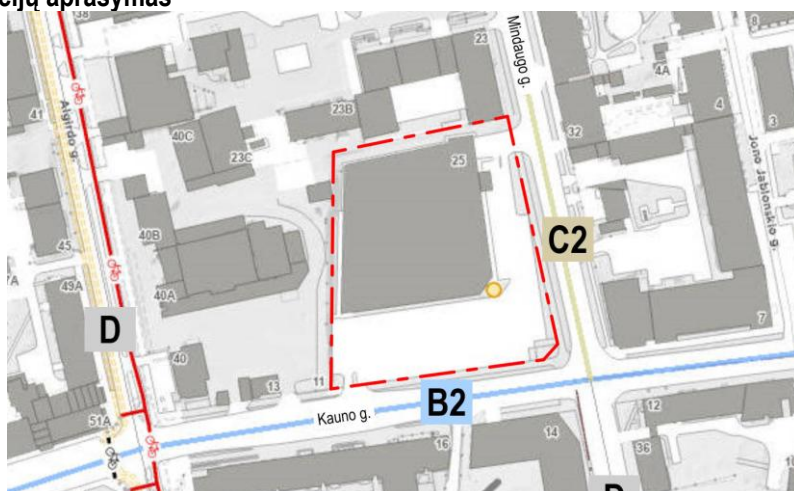 cijų aprašymas
38
41
Algirdo g.
40C
23C
23B
23
Mindaugo g.
32
4A
4
8
3
Jono Jablonskio g.
25
C2
45
40B
49A
40A
D
40
13
11
7
51A
Kauno g.
B2
16
14
12
36